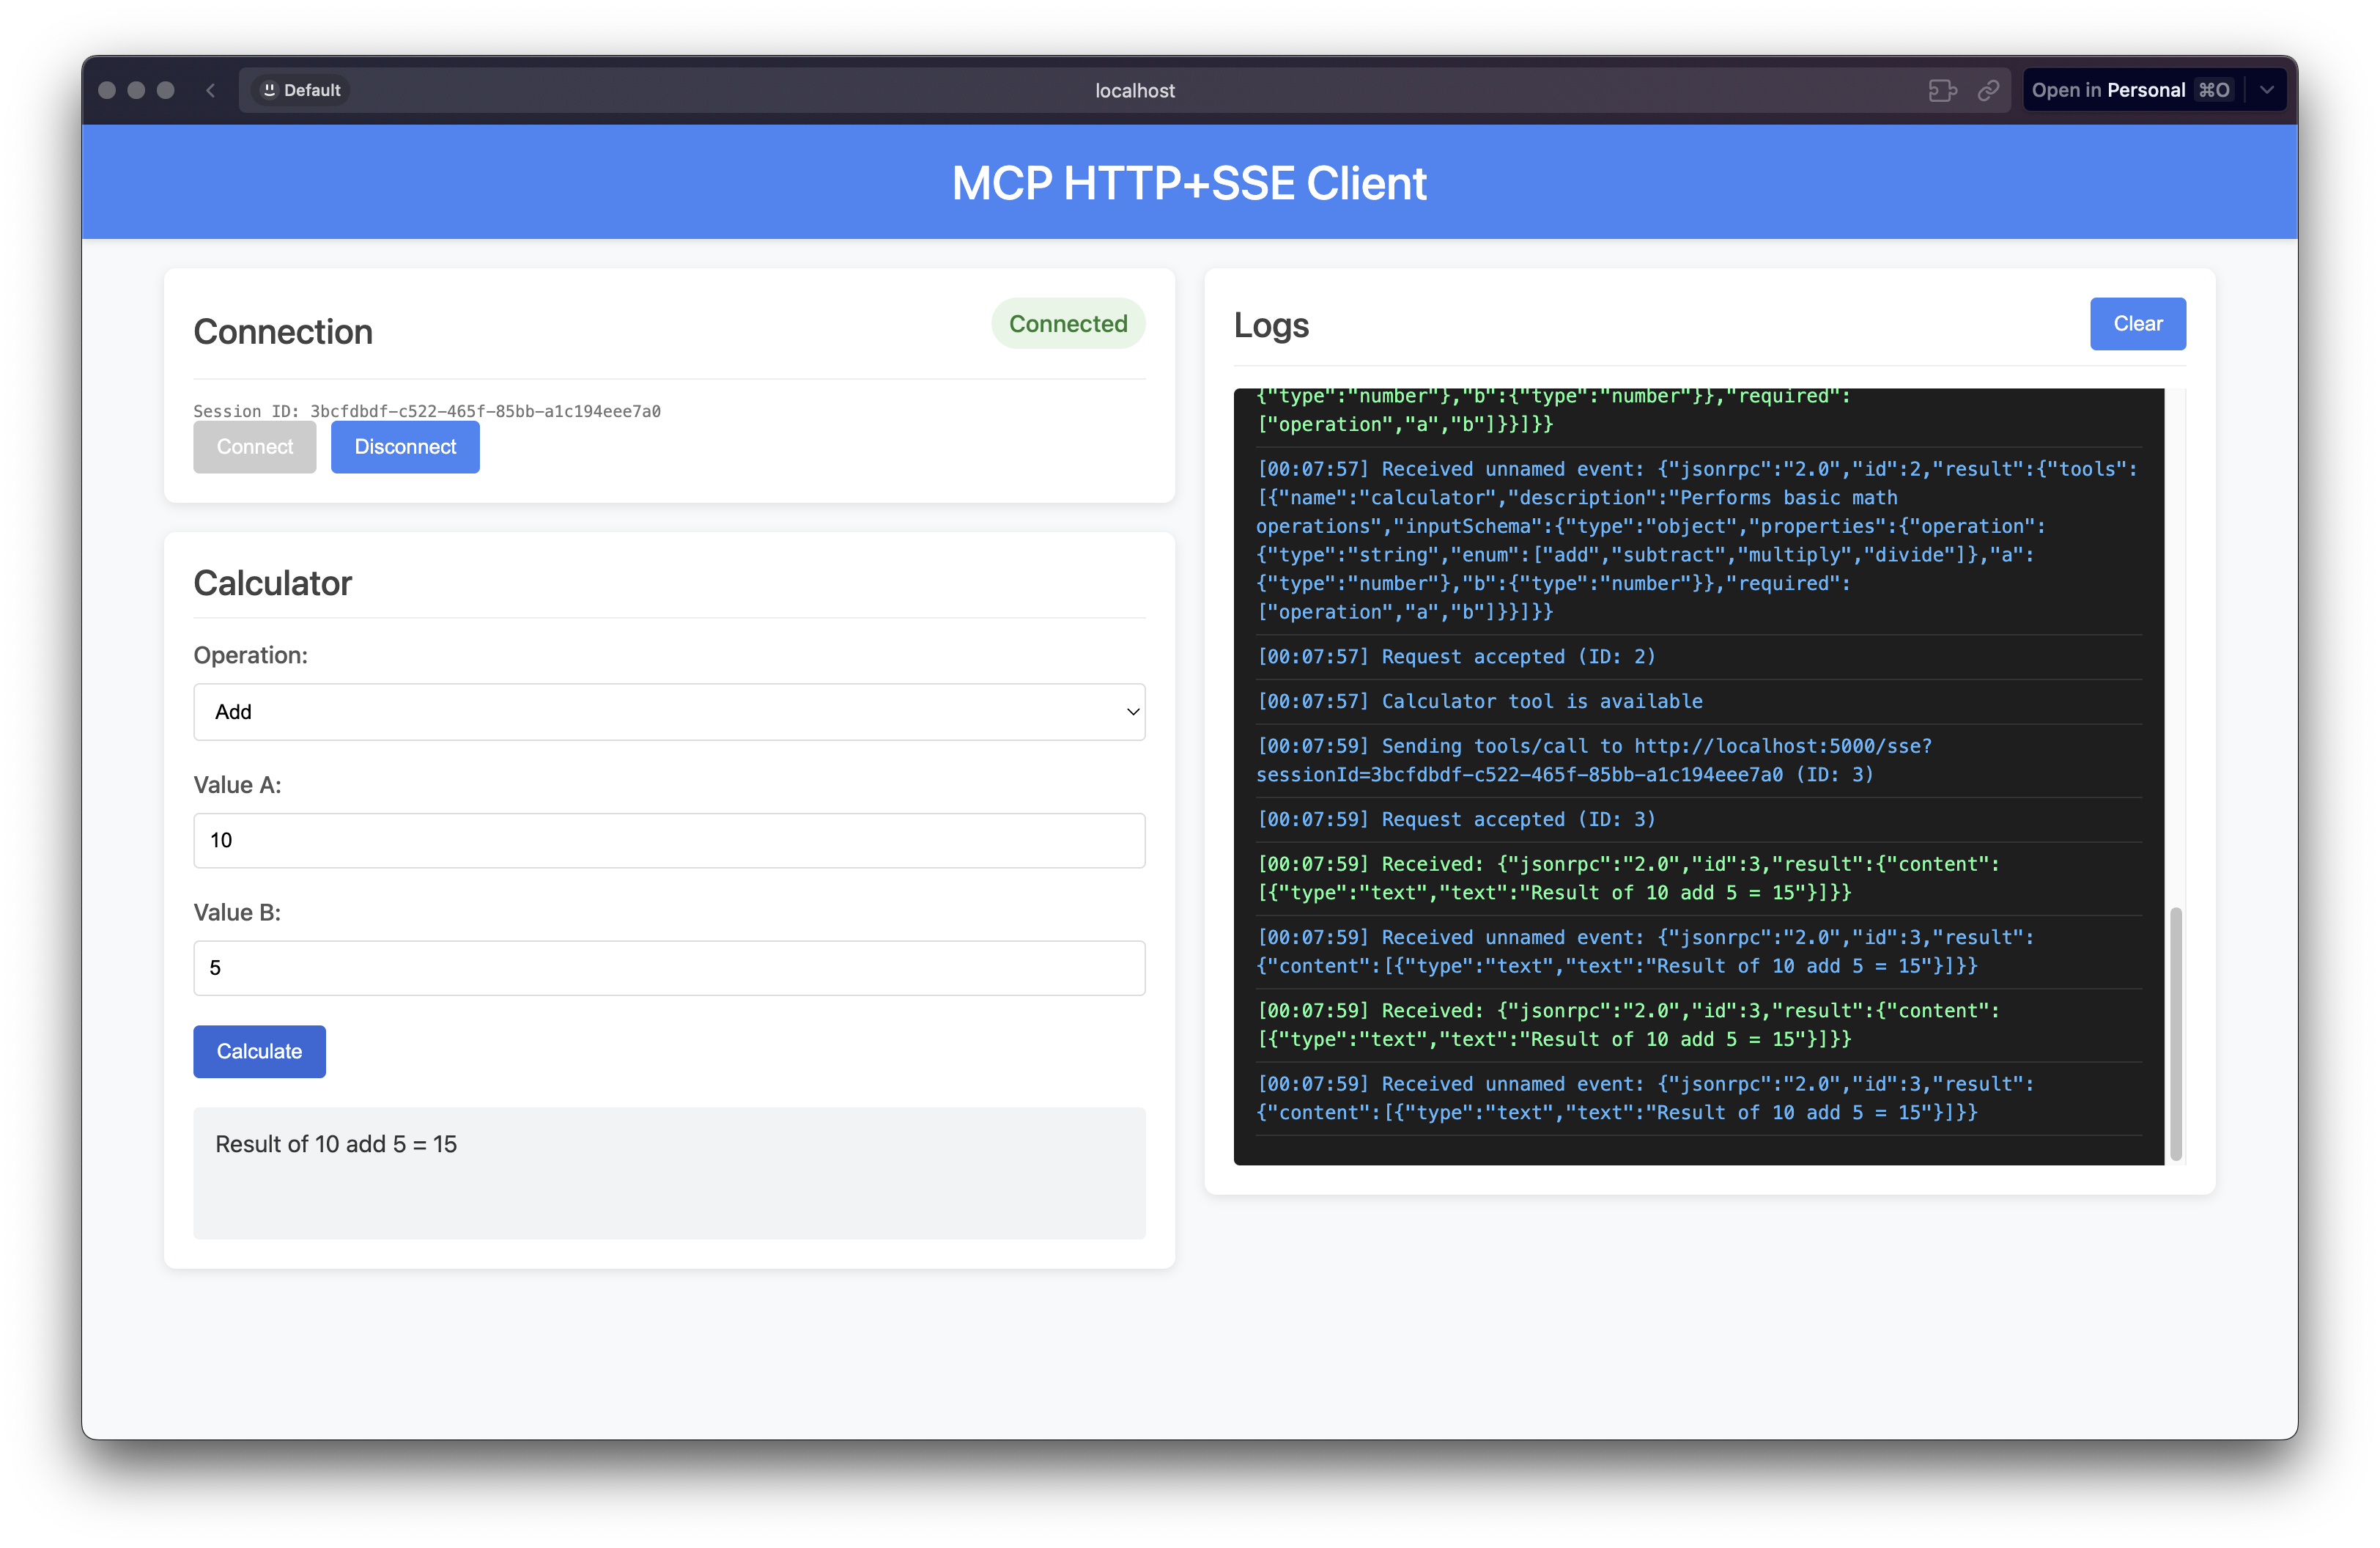 Default
localhost
Open in Personal ⌘O
MCP HTTP+SSE Client
Connection
Connected
Session ID: 3bcfdbdf-c522-465f-85bb-a1c194eee7a0
Connect
Disconnect
Calculator
Operation:
Add
Value A:
10
Value B:
5
Calculate
Result of 10 add 5 = 15
Logs
Clear
{"type":"number"},"b":{"type":"number"}},"required":
["operation","a","b"]}}]}}
[00:07:57] Received unnamed event: {"jsonrpc":"2.0","id":2,"result":{"tools":
[{"name":"calculator","description":"Performs basic math
operations","inputSchema":{"type":"object","properties":{"operation":
{"type":"string","enum":["add","subtract","multiply","divide"]},"a":
{"type":"number"},"b":{"type":"number"}},"required":
["operation","a","b"]}}]}}
[00:07:57] Request accepted (ID: 2)
[00:07:57] Calculator tool is available
[00:07:59] Sending tools/call to http://localhost:5000/sse?
sessionId=3bcfdbdf-c522-465f-85bb-a1c194eee7a0 (ID: 3)
[00:07:59] Request accepted (ID: 3)
[00:07:59] Received: {"jsonrpc":"2.0","id":3,"result":{"content":
[{"type":"text","text":"Result of 10 add 5 = 15"}]}}
[00:07:59] Received unnamed event: {"jsonrpc":"2.0","id":3,"result":
{"content":[{"type":"text","text":"Result of 10 add 5 = 15"}]}}
[00:07:59] Received: {"jsonrpc":"2.0","id":3,"result":{"content":
[{"type":"text","text":"Result of 10 add 5 = 15"}]}}
[00:07:59] Received unnamed event: {"jsonrpc":"2.0","id":3,"result":
{"content":[{"type":"text","text":"Result of 10 add 5 = 15"}]}}